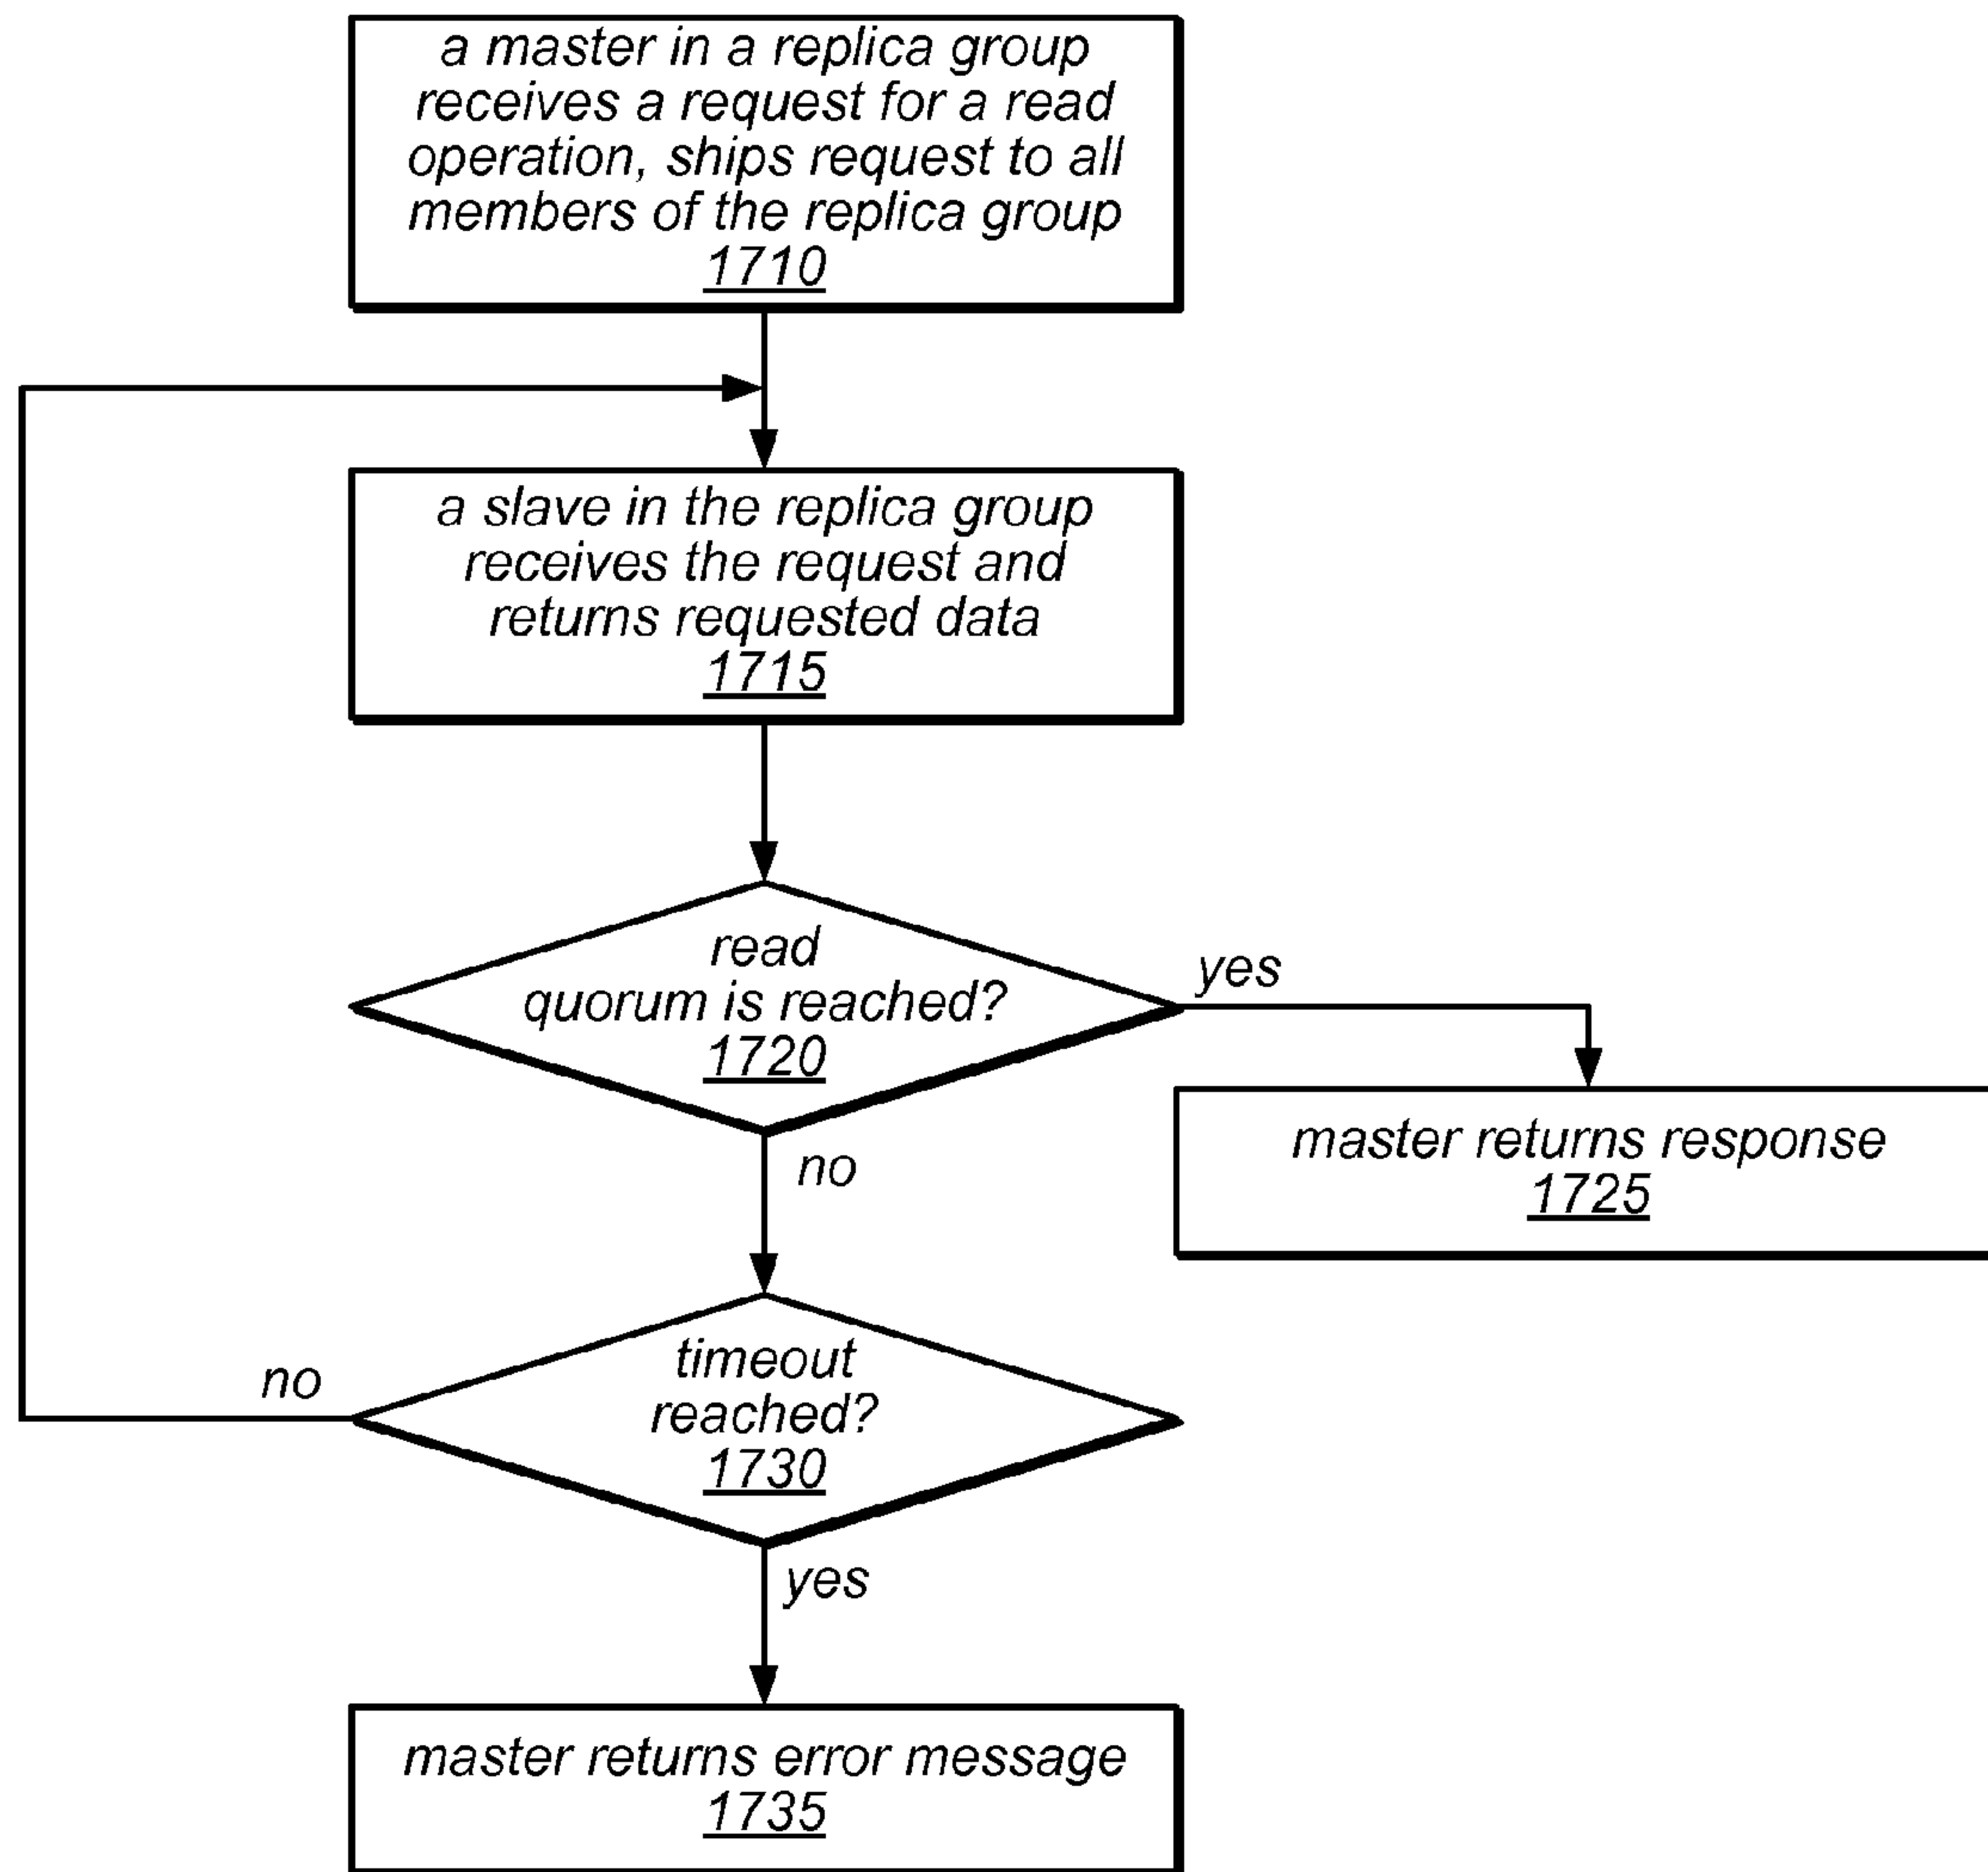 a master in a replica group
receives a request for a read
operation, ships request to all
members of the replica group
1710
a slave in the replica group
receives the request and
returns requested data
1715
read
quorum is reached?
1720
yes
no
master returns response
1725
timeout
reached?
1730
no
yes
master returns error message
1735